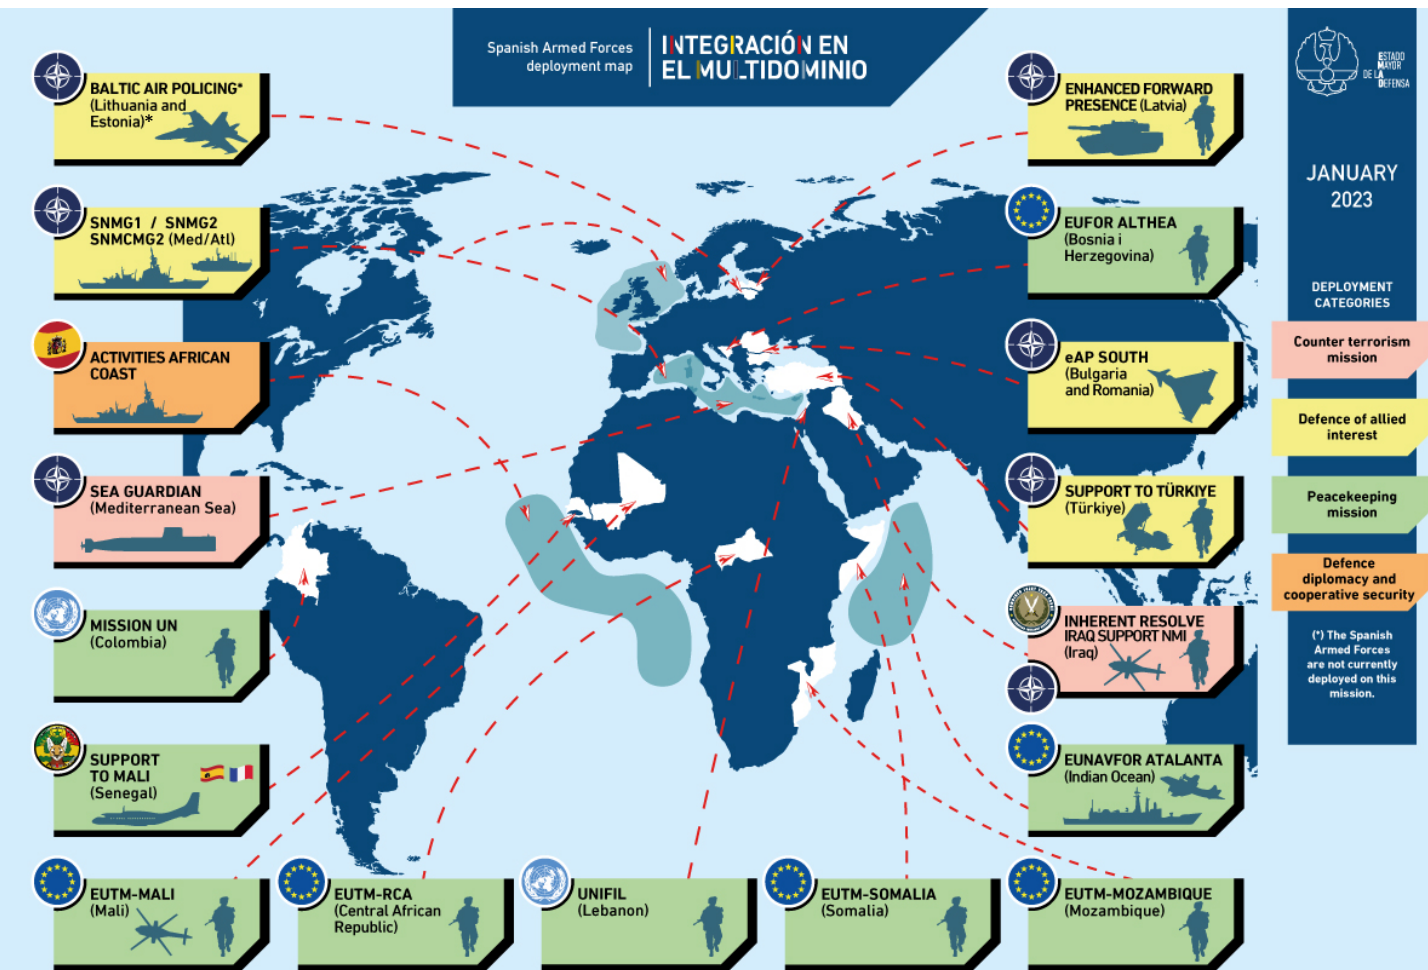 Spanish Armed Forces
deployment map
INTEGRACIÓN EN
EL MULTIDOMINIO
ESTADO
MAYOR
DE LA DEFENSA
JANUARY
2023
BALTIC AIR POLICING*
(Lithuania and
Estonia)*
SNMG1 / SNMG2
SNMCMG2 (Med/Atl)
ACTIVITIES AFRICAN
COAST
SEA GUARDIAN
(Mediterranean Sea)
MISSION UN
(Colombia)
SUPPORT
TO MALI
(Senegal)
EUTM-MALI
(Mali)
EUTM-RCA
(Central African
Republic)
UNIFIL
(Lebanon)
EUTM-SOMALIA
(Somalia)
EUTM-MOZAMBIQUE
(Mozambique)
ENHANCED FORWARD
PRESENCE (Latvia)
EUFOR ALTHEA
(Bosnia i
Herzegovina)
eAP SOUTH
(Bulgaria
and Romania)
SUPPORT TO TÜRKIYE
(Türkiye)
INHERENT RESOLVE
IRAQ SUPPORT NMI
(Iraq)
EUNAVFOR ATALANTA
(Indian Ocean)
DEPLOYMENT
CATEGORIES
Counter terrorism
mission
Defence of allied
interest
Peacekeeping
mission
Defence
diplomacy and
cooperative security
(*) The Spanish
Armed Forces
are not currently
deployed on this
mission.